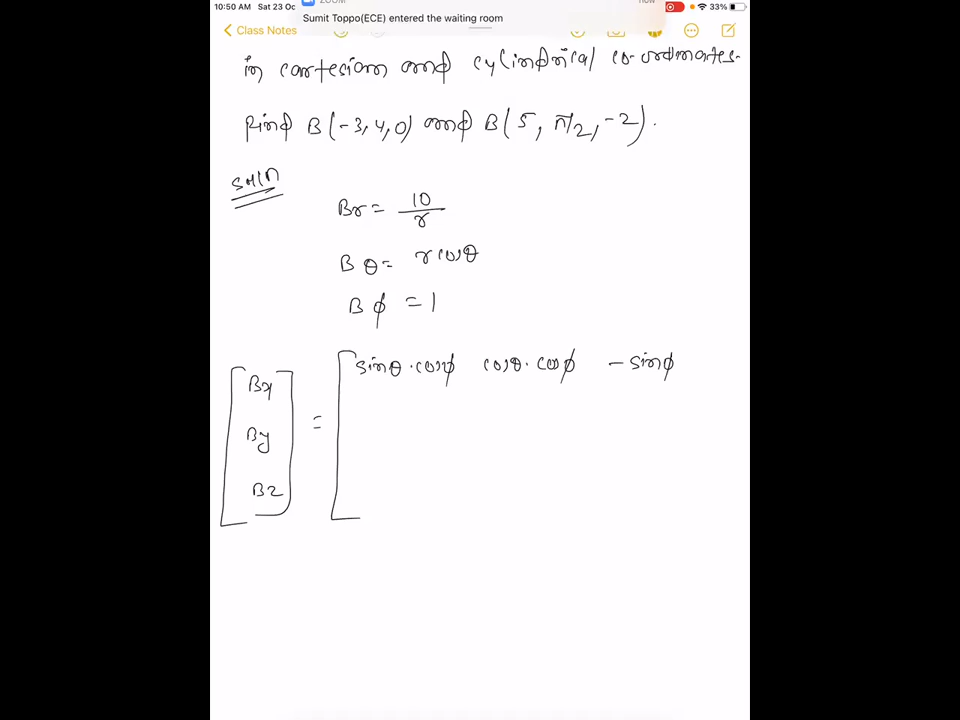 10:50 AM Sat 23 Oc
33%
Sumit Toppo(ECE) entered the waiting room
Class Notes
in cartesian and cylindrical co-ordinates.
Find B(-3, 4, 0) and B(5, π/2, -2).
Soln
Br = 10/r
Bθ = r cosθ
Bϕ = 1
[Bx = [sinθ·cosϕ cosθ·cosϕ - sinϕ
By
Bz]